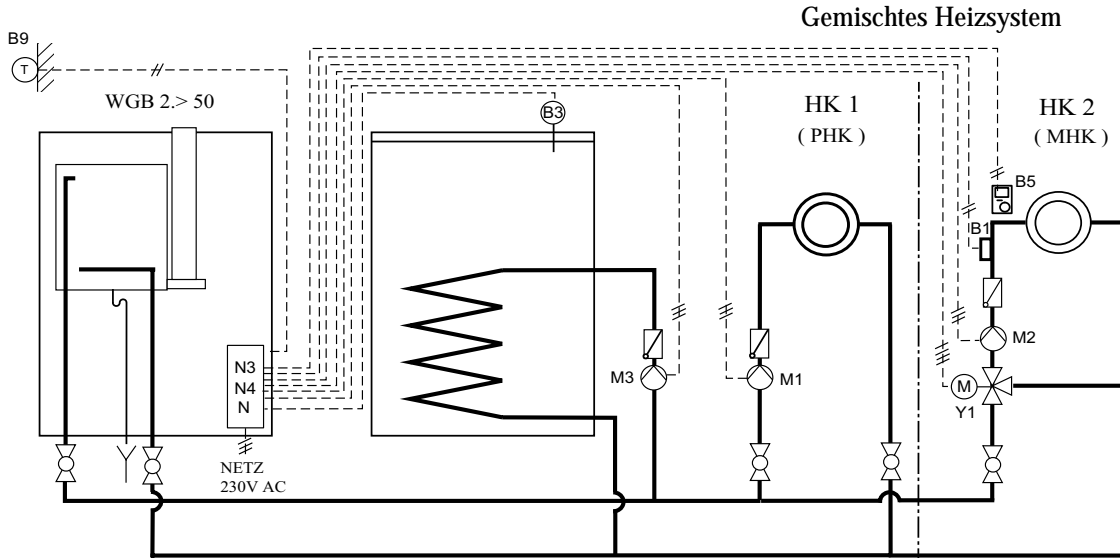 Gemischtes Heizsystem
B9
T
WGB 2.> 50
B3
HK 1
( PHK )
HK 2
( MHK )
B5
B1
N3
N4
N
M3
M1
M2
M
Y1
NETZ
230V AC